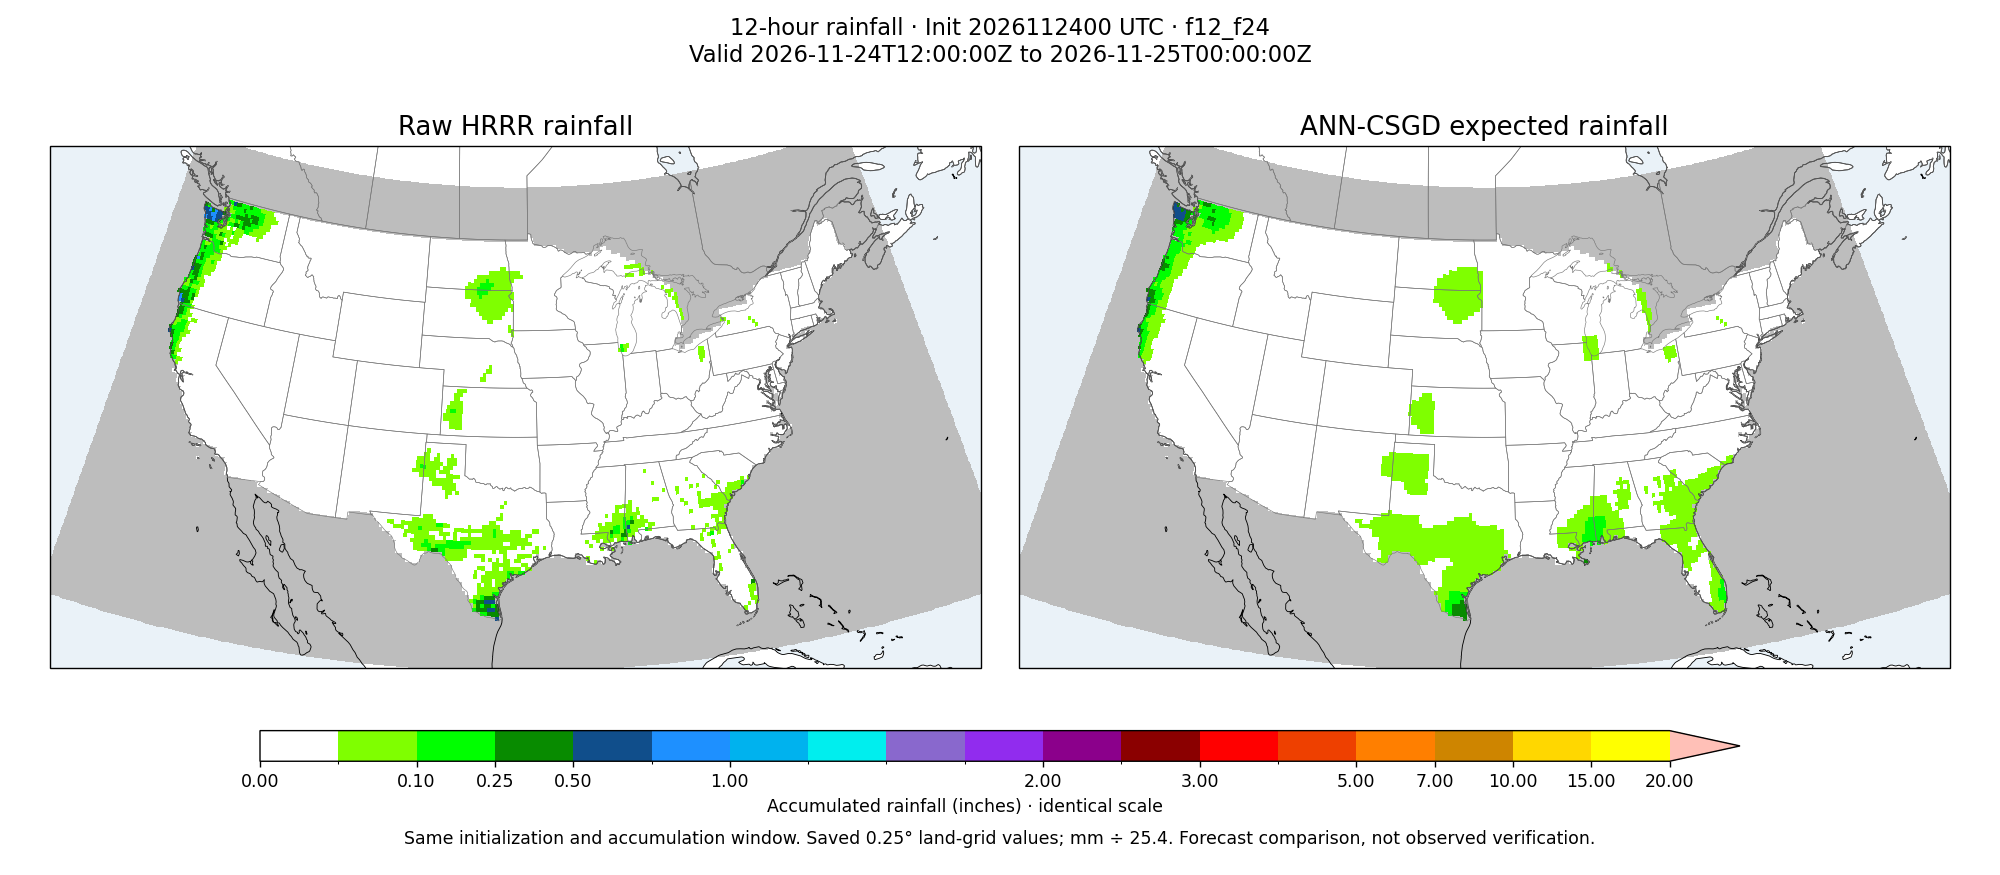 12-hour rainfall · Init 2026112400 UTC · f12_f24
Valid 2026-11-24T12:00:00Z to 2026-11-25T00:00:00Z
Raw HRRR rainfall
ANN-CSGD expected rainfall
0.00 0.10 0.25 0.50 1.00 2.00 3.00 5.00 7.00 10.00 15.00 20.00
Accumulated rainfall (inches) · identical scale
Same initialization and accumulation window. Saved 0.25° land-grid values; mm ÷ 25.4. Forecast comparison, not observed verification.